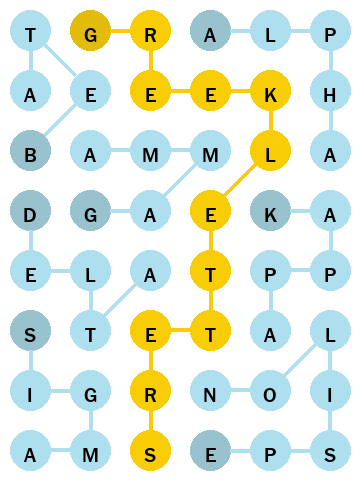 T G R A L P
A E E E K H
B A M M L A
D G A E K A
E L A T P P
S T E T A L
I G R N O I
A M S E P S